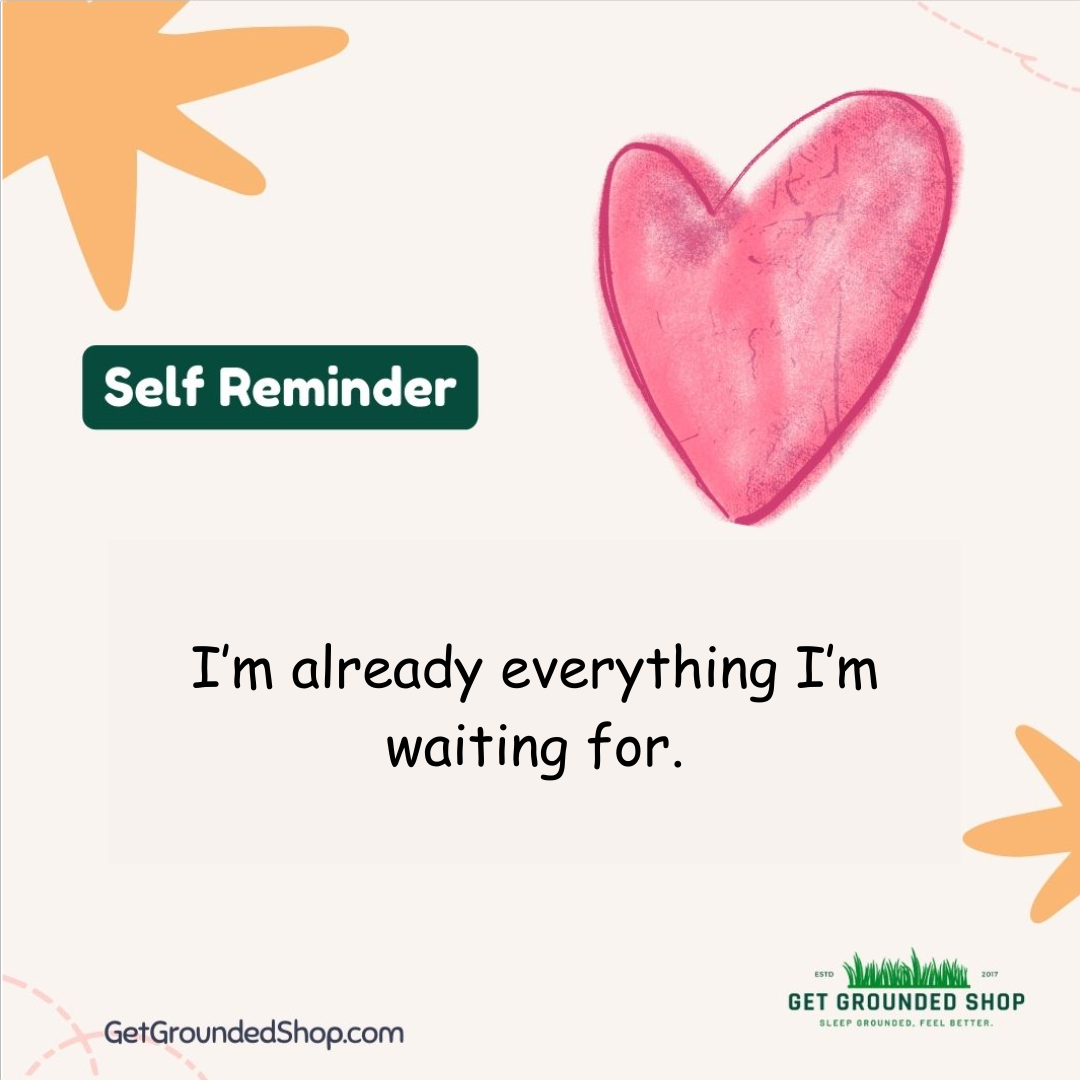 Self Reminder
I’m already everything I’m
waiting for.
ESTD 2017
GET GROUNDED SHOP
SLEEP GROUNDED, FEEL BETTER.
GetGroundedShop.com